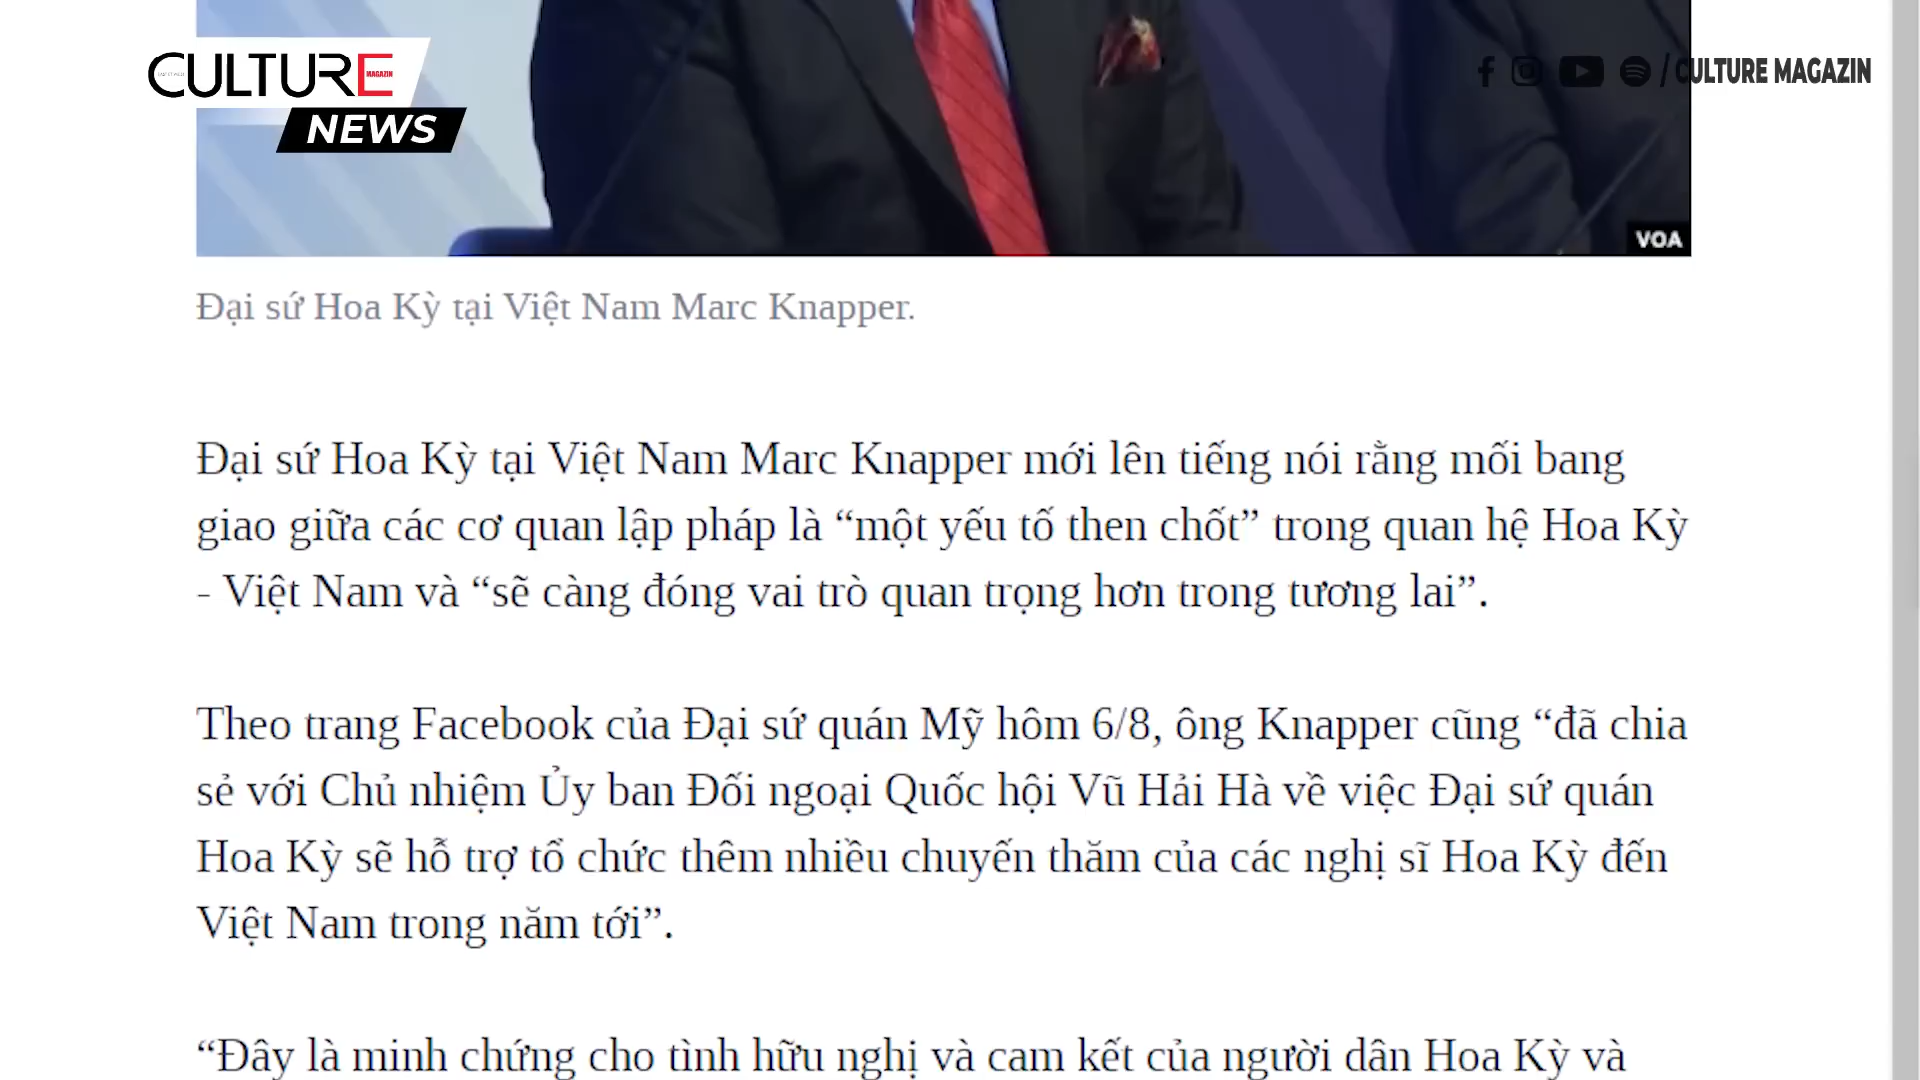 CULTURE
MAGAZIN
NEWS
/ CULTURE MAGAZIN
VOA
Đại sứ Hoa Kỳ tại Việt Nam Marc Knapper.
Đại sứ Hoa Kỳ tại Việt Nam Marc Knapper mới lên tiếng nói rằng mối bang
giao giữa các cơ quan lập pháp là “một yếu tố then chốt” trong quan hệ Hoa Kỳ
- Việt Nam và “sẽ càng đóng vai trò quan trọng hơn trong tương lai”.
Theo trang Facebook của Đại sứ quán Mỹ hôm 6/8, ông Knapper cũng “đã chia
sẻ với Chủ nhiệm Ủy ban Đối ngoại Quốc hội Vũ Hải Hà về việc Đại sứ quán
Hoa Kỳ sẽ hỗ trợ tổ chức thêm nhiều chuyến thăm của các nghị sĩ Hoa Kỳ đến
Việt Nam trong năm tới”.
“Đây là minh chứng cho tình hữu nghị và cam kết của người dân Hoa Kỳ và